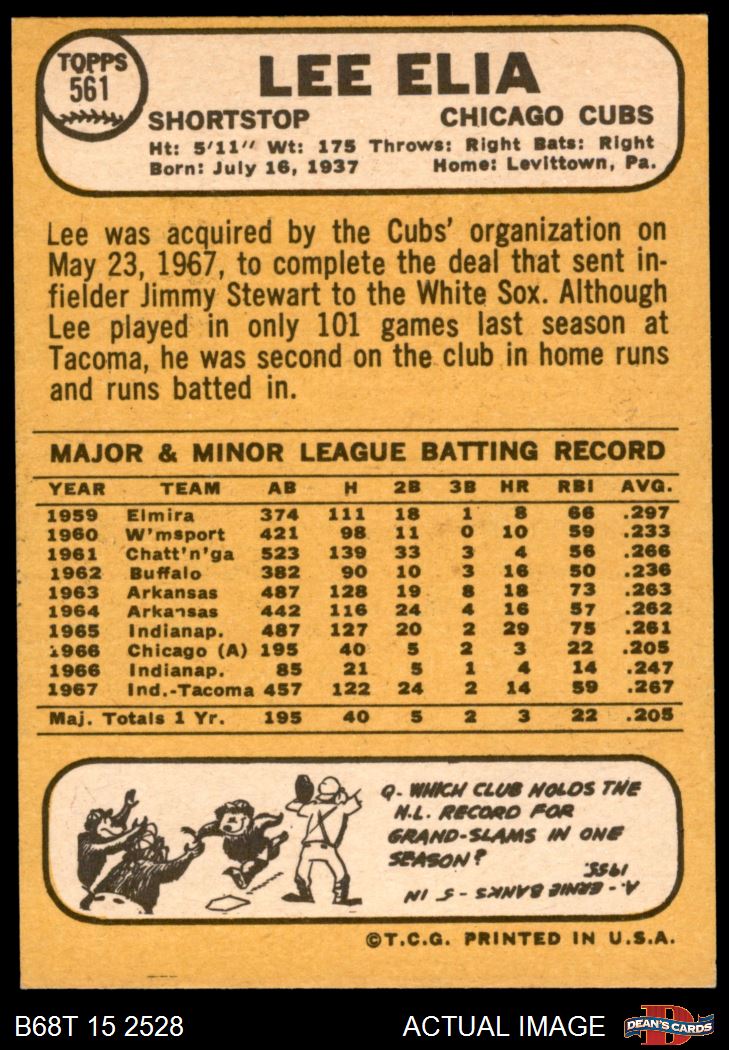 TOPPS
561
LEE ELIA
SHORTSTOP CHICAGO CUBS
Ht: 5'11" Wt: 175 Throws: Right Bats: Right
Born: July 16, 1937 Home: Levittown, Pa.
Lee was acquired by the Cubs' organization on
May 23, 1967, to complete the deal that sent in-
fielder Jimmy Stewart to the White Sox. Although
Lee played in only 101 games last season at
Tacoma, he was second on the club in home runs
and runs batted in.
MAJOR & MINOR LEAGUE BATTING RECORD
YEAR TEAM AB H 2B 3B HR RBI AVG.
1959 Elmira 374 111 18 1 8 66 .297
1960 W'msport 421 98 11 0 10 59 .233
1961 Chatt'n'ga 523 139 33 3 4 56 .266
1962 Buffalo 382 90 10 3 16 50 .236
1963 Arkansas 487 128 19 8 18 73 .263
1964 Arkansas 442 116 24 4 16 57 .262
1965 Indianap. 487 127 20 2 29 75 .261
1966 Chicago (A) 195 40 5 2 3 22 .205
1966 Indianap. 85 21 5 1 4 14 .247
1967 Ind.-Tacoma 457 122 24 2 14 59 .267
Maj. Totals 1 Yr. 195 40 5 2 3 22 .205
Q. WHICH CLUB HOLDS THE
N.L. RECORD FOR
GRAND-SLAMS IN ONE
SEASON?
A. ERNIE BANKS - 5 IN
1955.
©T.C.G. PRINTED IN U.S.A.
B68T 15 2528 ACTUAL IMAGE
D
DEAN'S CARDS